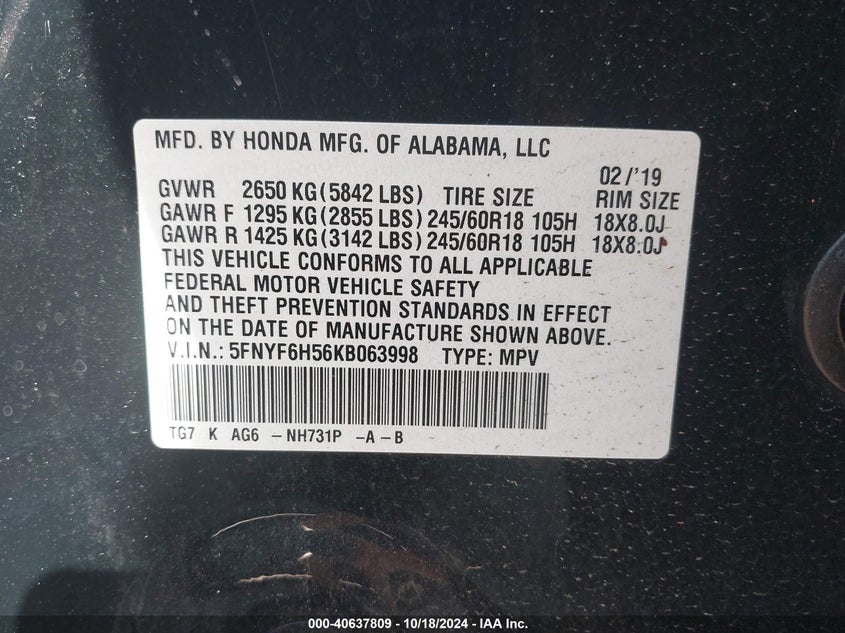 MFD. BY HONDA MFG. OF ALABAMA, LLC
02/'19
GVWR 2650 KG(5842 LBS) TIRE SIZE RIM SIZE
GAWR F 1295 KG(2855 LBS) 245/60R18 105H 18X8.0J
GAWR R 1425 KG(3142 LBS) 245/60R18 105H 18X8.0J
THIS VEHICLE CONFORMS TO ALL APPLICABLE
FEDERAL MOTOR VEHICLE SAFETY
AND THEFT PREVENTION STANDARDS IN EFFECT
ON THE DATE OF MANUFACTURE SHOWN ABOVE.
V.I.N.: 5FNYF6H56KB063998 TYPE: MPV
TG7 K AG6 -NH731P -A-B
000-40637809 - 10/18/2024 - IAA Inc.